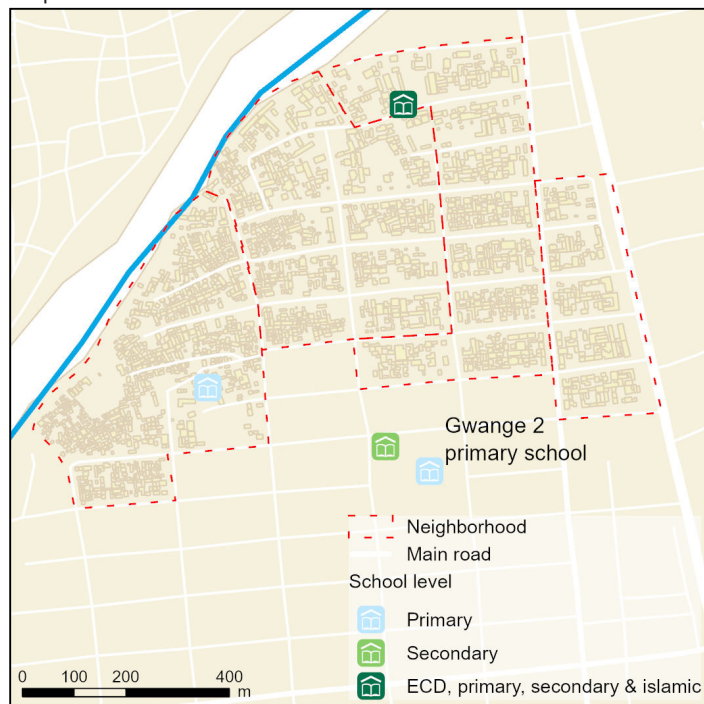 Gwange 2
primary school
Neighborhood
Main road
School level
Primary
Secondary
ECD, primary, secondary & islamic
0 100 200 400
m